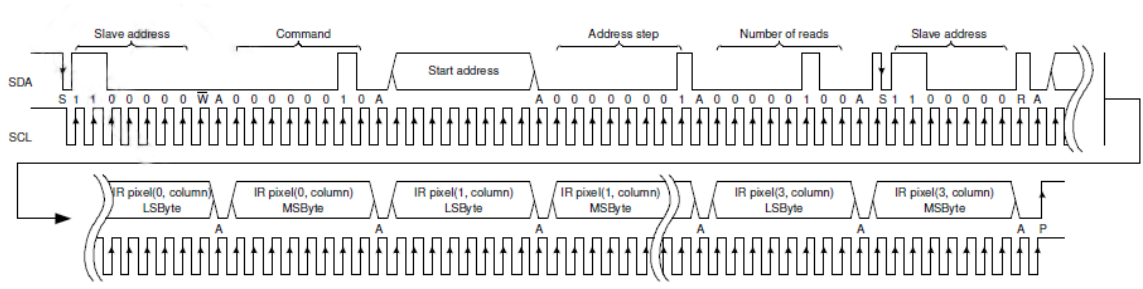 Slave address Command Address step Number of reads Slave address
SDA Start address
S 1 1 0 0 0 0 0 W̅ A 0 0 0 0 0 0 1 0 A A 0 0 0 0 0 0 0 1 A 0 0 0 0 0 1 0 0 A S 1 1 0 0 0 0 0 R A
SCL
IR pixel(0, column) IR pixel(0, column) IR pixel(1, column) IR pixel(1, column) IR pixel(3, column) IR pixel(3, column)
LSByte MSByte LSByte MSByte LSByte MSByte
A A A A A A P